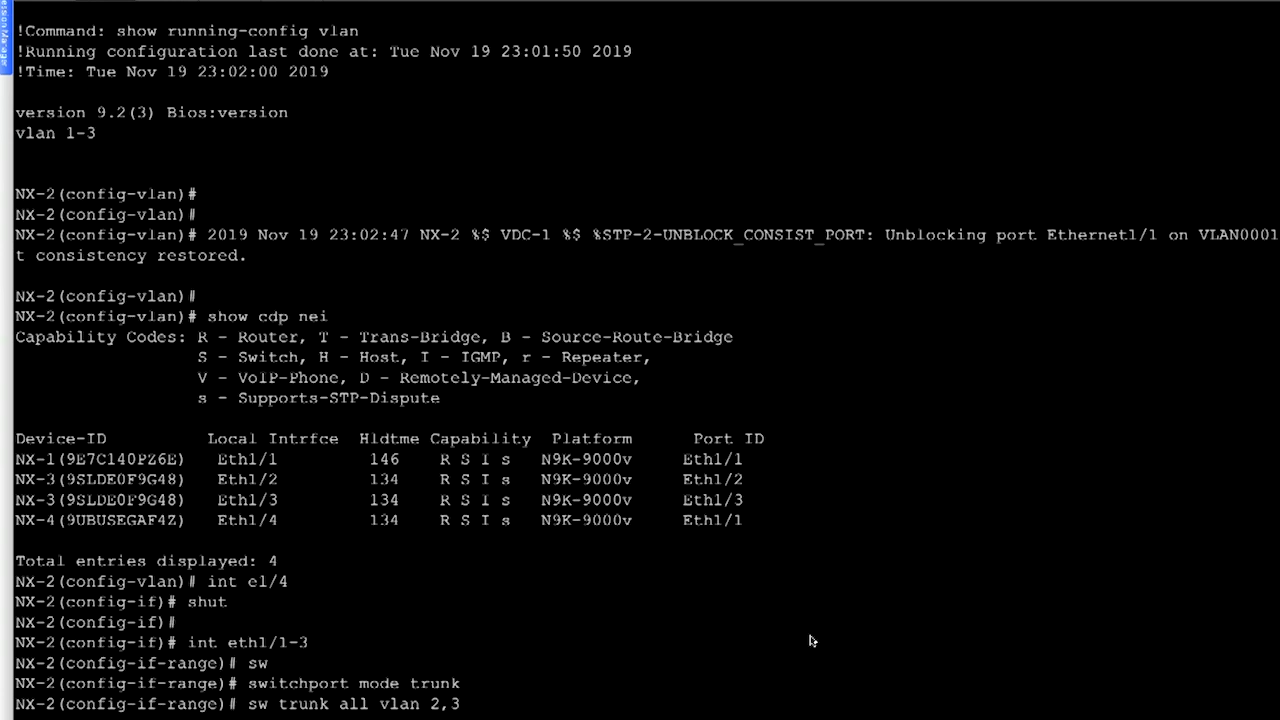 !Command: show running-config vlan
!Running configuration last done at: Tue Nov 19 23:01:50 2019
!Time: Tue Nov 19 23:02:00 2019
version 9.2(3) Bios:version
vlan 1-3
NX-2(config-vlan)#
NX-2(config-vlan)#
NX-2(config-vlan)# 2019 Nov 19 23:02:47 NX-2 %$ VDC-1 %$ %STP-2-UNBLOCK_CONSIST_PORT: Unblocking port Ethernet1/1 on VLAN0001
t consistency restored.
NX-2(config-vlan)#
NX-2(config-vlan)# show cdp nei
Capability Codes: R - Router, T - Trans-Bridge, B - Source-Route-Bridge
S - Switch, H - Host, I - IGMP, r - Repeater,
V - VoIP-Phone, D - Remotely-Managed-Device,
s - Supports-STP-Dispute
Device-ID Local Intrfce Hldtme Capability Platform Port ID
NX-1(9E7C140PZ6E) Eth1/1 146 R S I s N9K-9000v Eth1/1
NX-3(9SLDE0F9G48) Eth1/2 134 R S I s N9K-9000v Eth1/2
NX-3(9SLDE0F9G48) Eth1/3 134 R S I s N9K-9000v Eth1/3
NX-4(9UBUSEGAF4Z) Eth1/4 134 R S I s N9K-9000v Eth1/1
Total entries displayed: 4
NX-2(config-vlan)# int e1/4
NX-2(config-if)# shut
NX-2(config-if)#
NX-2(config-if)# int eth1/1-3
NX-2(config-if-range)# sw
NX-2(config-if-range)# switchport mode trunk
NX-2(config-if-range)# sw trunk all vlan 2,3